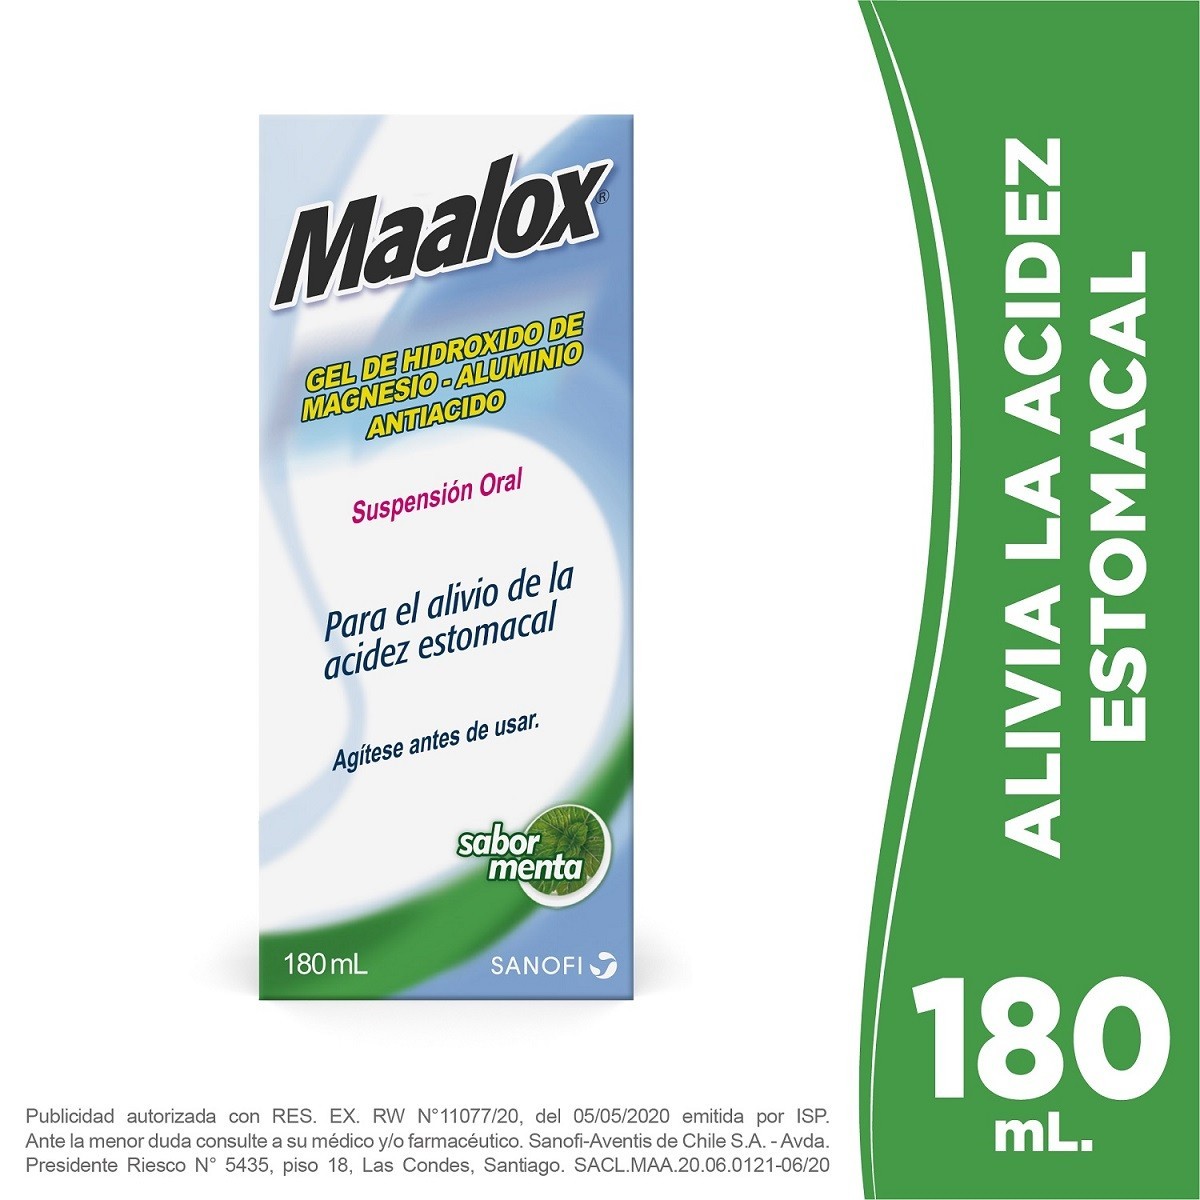 Maalox®
GEL DE HIDROXIDO DE
MAGNESIO - ALUMINIO
ANTIACIDO
Suspensión Oral
Para el alivio de la
acidez estomacal
Agítese antes de usar.
sabor
menta
180 mL
SANOFI
ALIVIA LA ACIDEZ
ESTOMACAL
180
mL.
Publicidad autorizada con RES. EX. RW N°11077/20, del 05/05/2020 emitida por ISP.
Ante la menor duda consulte a su médico y/o farmacéutico. Sanofi-Aventis de Chile S.A. - Avda.
Presidente Riesco N° 5435, piso 18, Las Condes, Santiago. SACL.MAA.20.06.0121-06/20